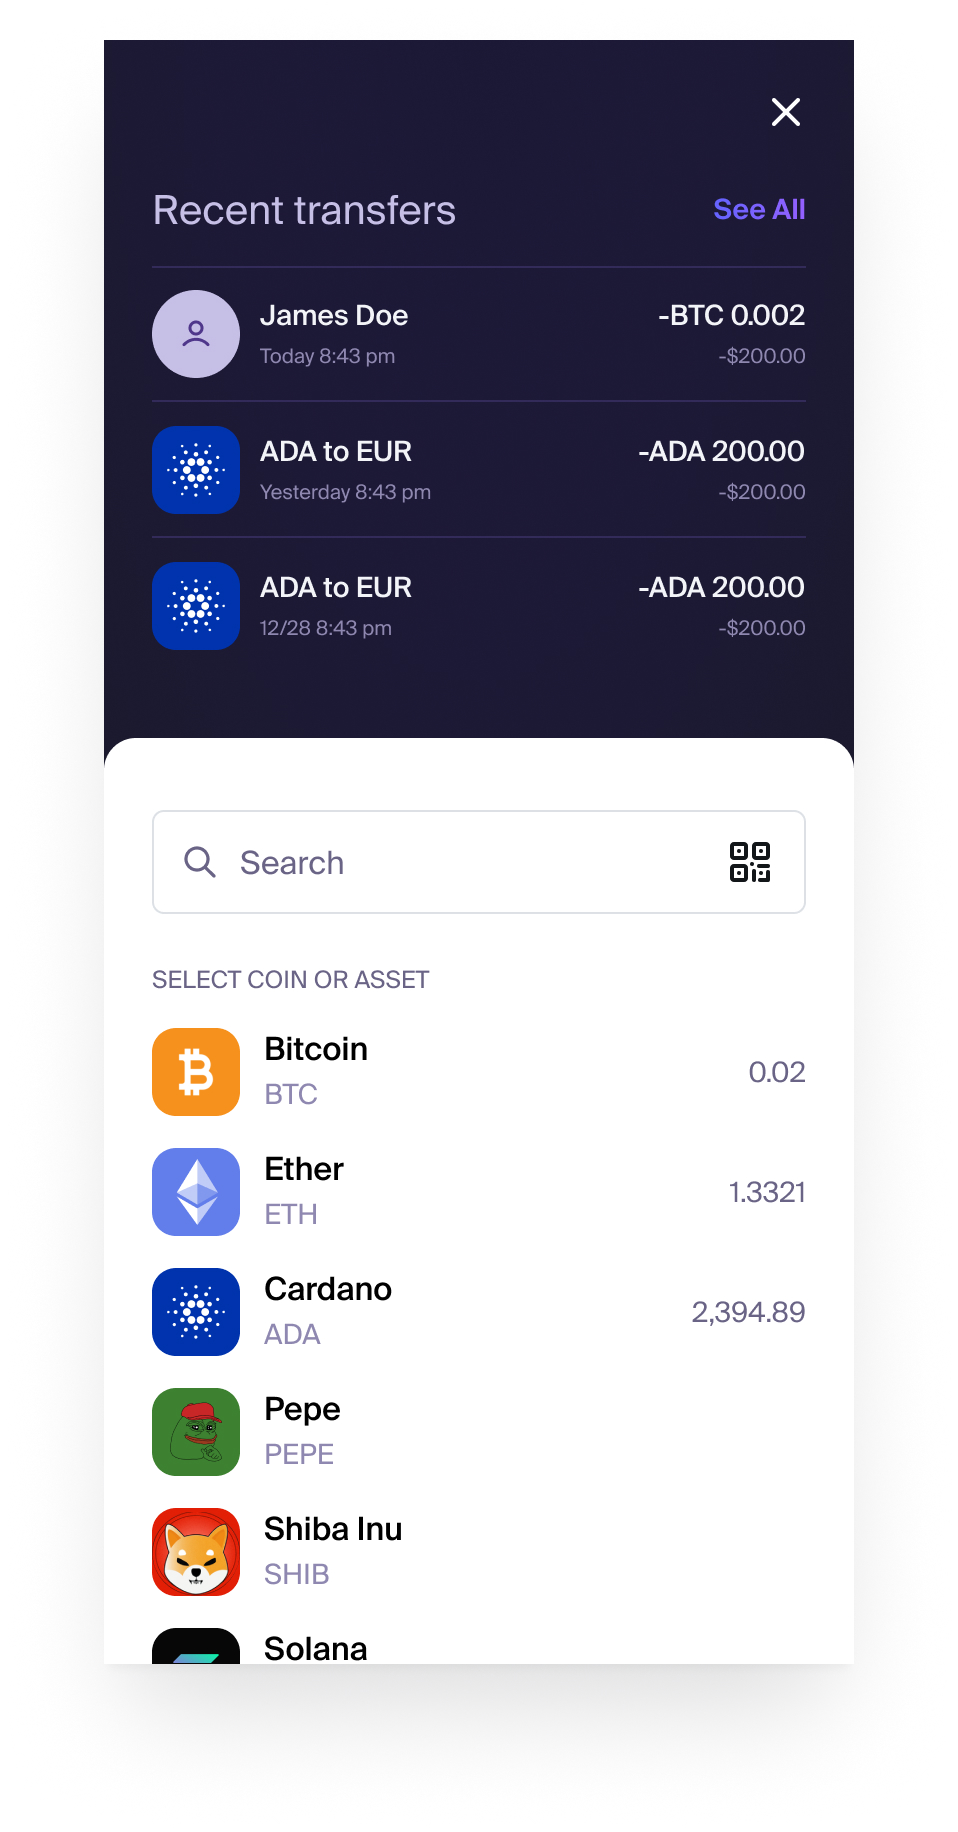 Recent transfers
See All
James Doe
-BTC 0.002
Today 8:43 pm
-$200.00
ADA to EUR
-ADA 200.00
Yesterday 8:43 pm
-$200.00
ADA to EUR
-ADA 200.00
12/28 8:43 pm
-$200.00
Search
SELECT COIN OR ASSET
Bitcoin
BTC
0.02
Ether
ETH
1.3321
Cardano
ADA
2,394.89
Pepe
PEPE
Shiba Inu
SHIB
Solana